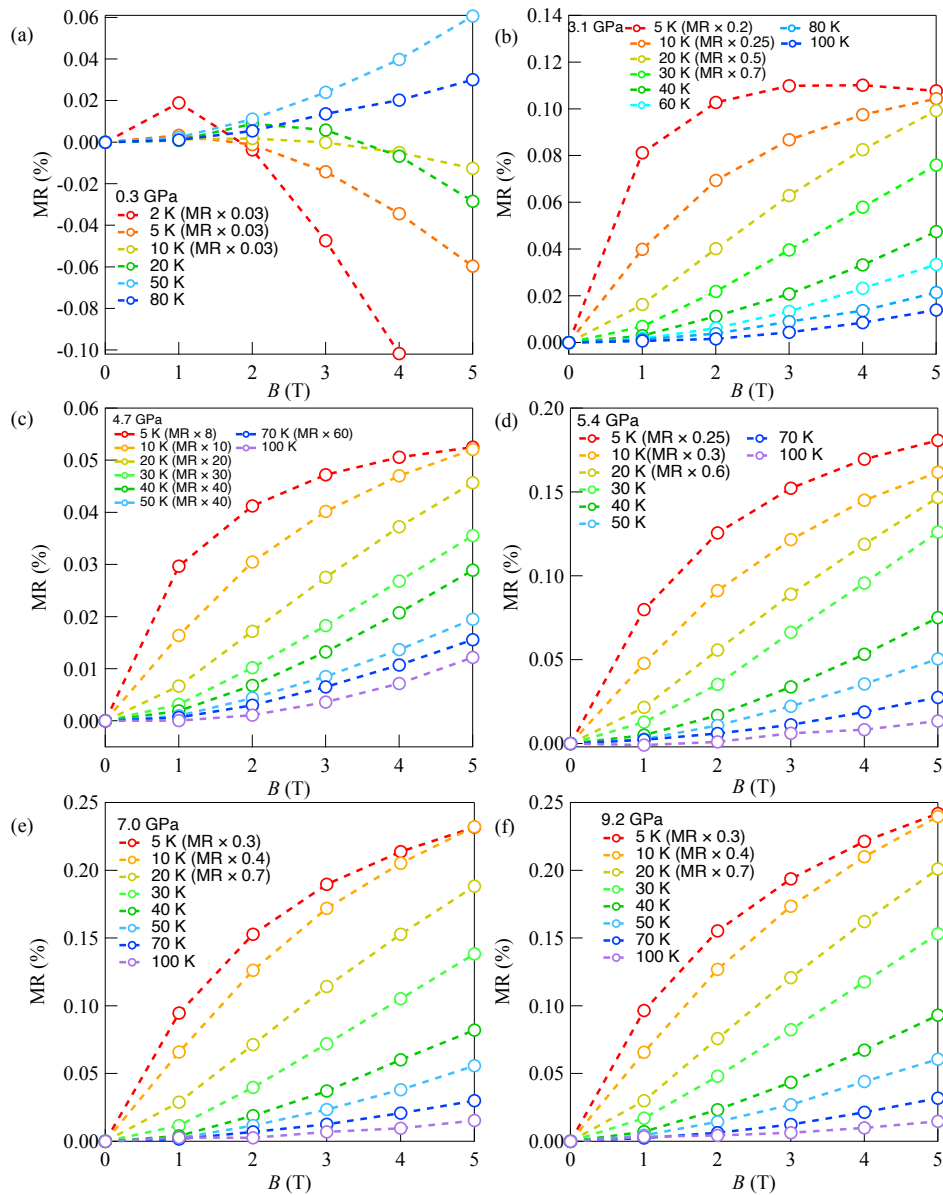 (a)
0.06
0.04
0.02
0.00
-0.02
-0.04
-0.06
-0.08
-0.10
MR (%)
0.3 GPa
2 K (MR × 0.03)
5 K (MR × 0.03)
10 K (MR × 0.03)
20 K
50 K
80 K
0 1 2 3 4 5
B (T)
(b)
0.14
0.12
0.10
0.08
0.06
0.04
0.02
0.00
MR (%)
3.1 GPa
5 K (MR × 0.2)
10 K (MR × 0.25)
20 K (MR × 0.5)
30 K (MR × 0.7)
40 K
60 K
80 K
100 K
0 1 2 3 4 5
B (T)
(c)
0.06
0.05
0.04
0.03
0.02
0.01
0.00
MR (%)
4.7 GPa
5 K (MR × 8)
10 K (MR × 10)
20 K (MR × 20)
30 K (MR × 30)
40 K (MR × 40)
50 K (MR × 40)
70 K (MR × 60)
100 K
0 1 2 3 4 5
B (T)
(d)
0.20
0.15
0.10
0.05
0.00
MR (%)
5.4 GPa
5 K (MR × 0.25)
10 K(MR × 0.3)
20 K (MR × 0.6)
30 K
40 K
50 K
70 K
100 K
0 1 2 3 4 5
B (T)
(e)
0.25
0.20
0.15
0.10
0.05
0.00
MR (%)
7.0 GPa
5 K (MR × 0.3)
10 K (MR × 0.4)
20 K (MR × 0.7)
30 K
40 K
50 K
70 K
100 K
0 1 2 3 4 5
B (T)
(f)
0.25
0.20
0.15
0.10
0.05
0.00
MR (%)
9.2 GPa
5 K (MR × 0.3)
10 K (MR × 0.4)
20 K (MR × 0.7)
30 K
40 K
50 K
70 K
100 K
0 1 2 3 4 5
B (T)